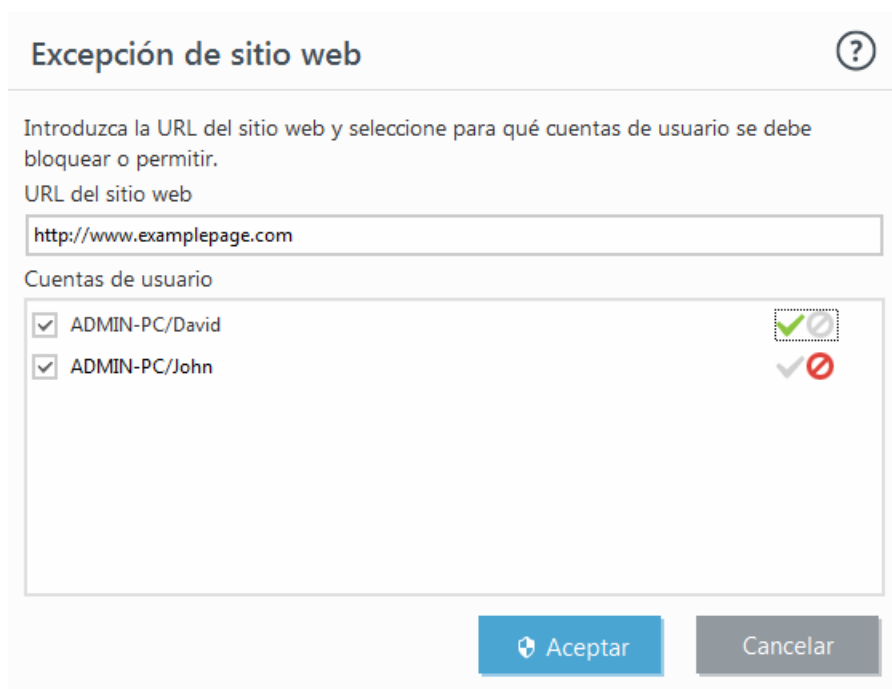 Excepción de sitio web
?
Introduzca la URL del sitio web y seleccione para qué cuentas de usuario se debe
bloquear o permitir.
URL del sitio web
http://www.examplepage.com
Cuentas de usuario
ADMIN-PC/David
ADMIN-PC/John
Aceptar
Cancelar